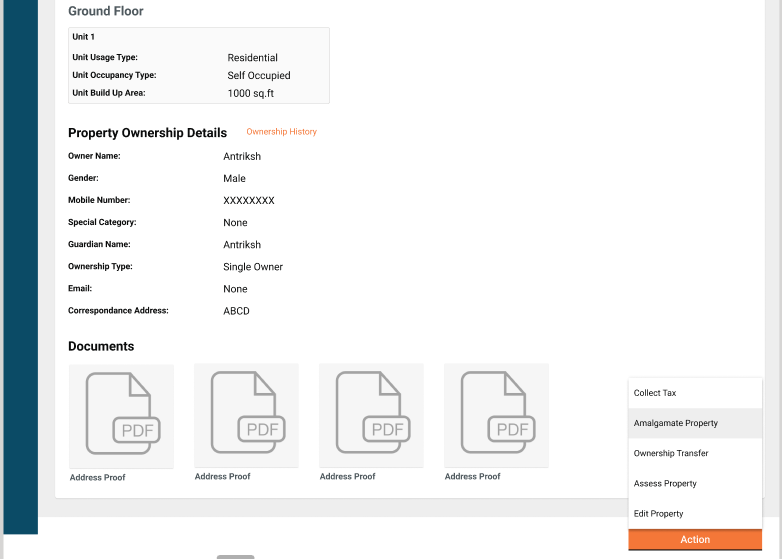 Ground Floor
Unit 1
Unit Usage Type: Residential
Unit Occupancy Type: Self Occupied
Unit Build Up Area: 1000 sq.ft
Property Ownership Details Ownership History
Owner Name: Antriksh
Gender: Male
Mobile Number: XXXXXXXX
Special Category: None
Guardian Name: Antriksh
Ownership Type: Single Owner
Email: None
Correspondance Address: ABCD
Documents
PDF PDF PDF PDF
Address Proof Address Proof Address Proof Address Proof
Collect Tax
Amalgamate Property
Ownership Transfer
Assess Property
Edit Property
Action